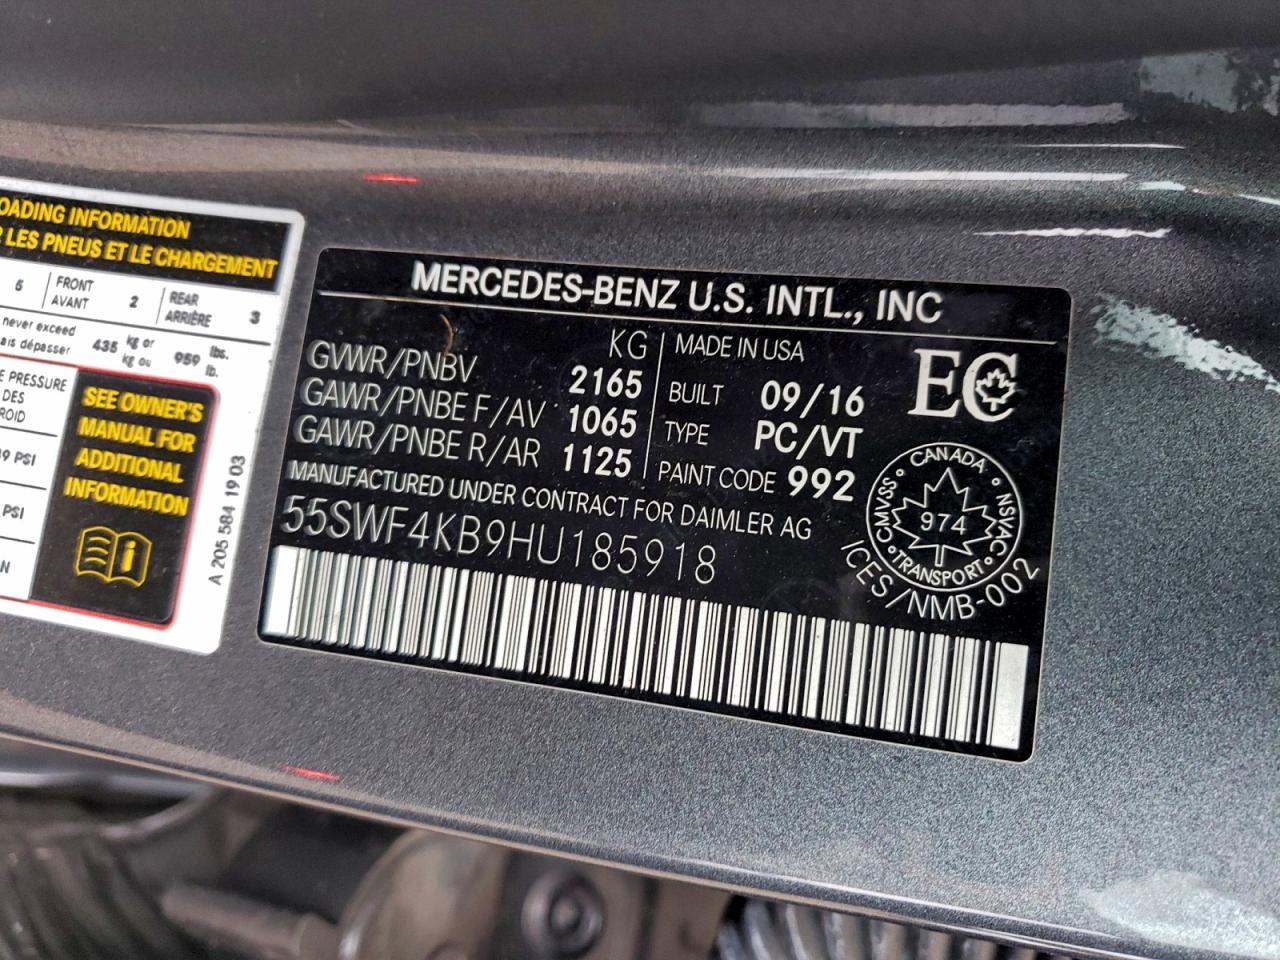 OADING INFORMATION
LES PNEUS ET LE CHARGEMENT
5 FRONT AVANT 2 REAR ARRIÈRE 3
never exceed
ais dépasser 435 kg or kg ou 959 lbs. lb.
E PRESSURE
DES
ROID
PSI
PSI
N
SEE OWNER'S
MANUAL FOR
ADDITIONAL
INFORMATION
i
A 205 584 19 03
MERCEDES-BENZ U.S. INTL., INC
KG
GVWR/PNBV 2165
GAWR/PNBE F/AV 1065
GAWR/PNBE R/AR 1125
MADE IN USA
BUILT 09/16
TYPE PC/VT
PAINT CODE 992
EC
MANUFACTURED UNDER CONTRACT FOR DAIMLER AG
55SWF4KB9HU185918
CANADA
CMVSS NSVAC
974
TRANSPORT
ICES/NMB-002